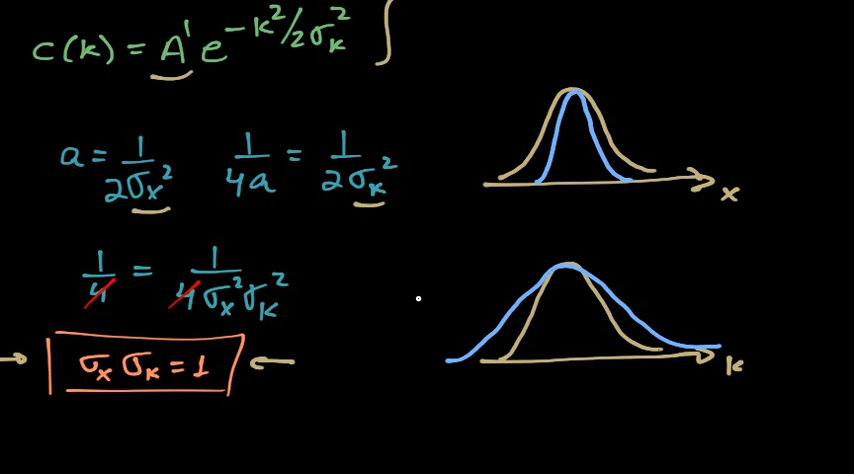 c(k) = A' e^{-k²/2σ_k²}
a = 1/2σ_x²    1/4a = 1/2σ_k²
x
1/4 = 1/4σ_x²σ_k²
σ_x σ_k = 1
k